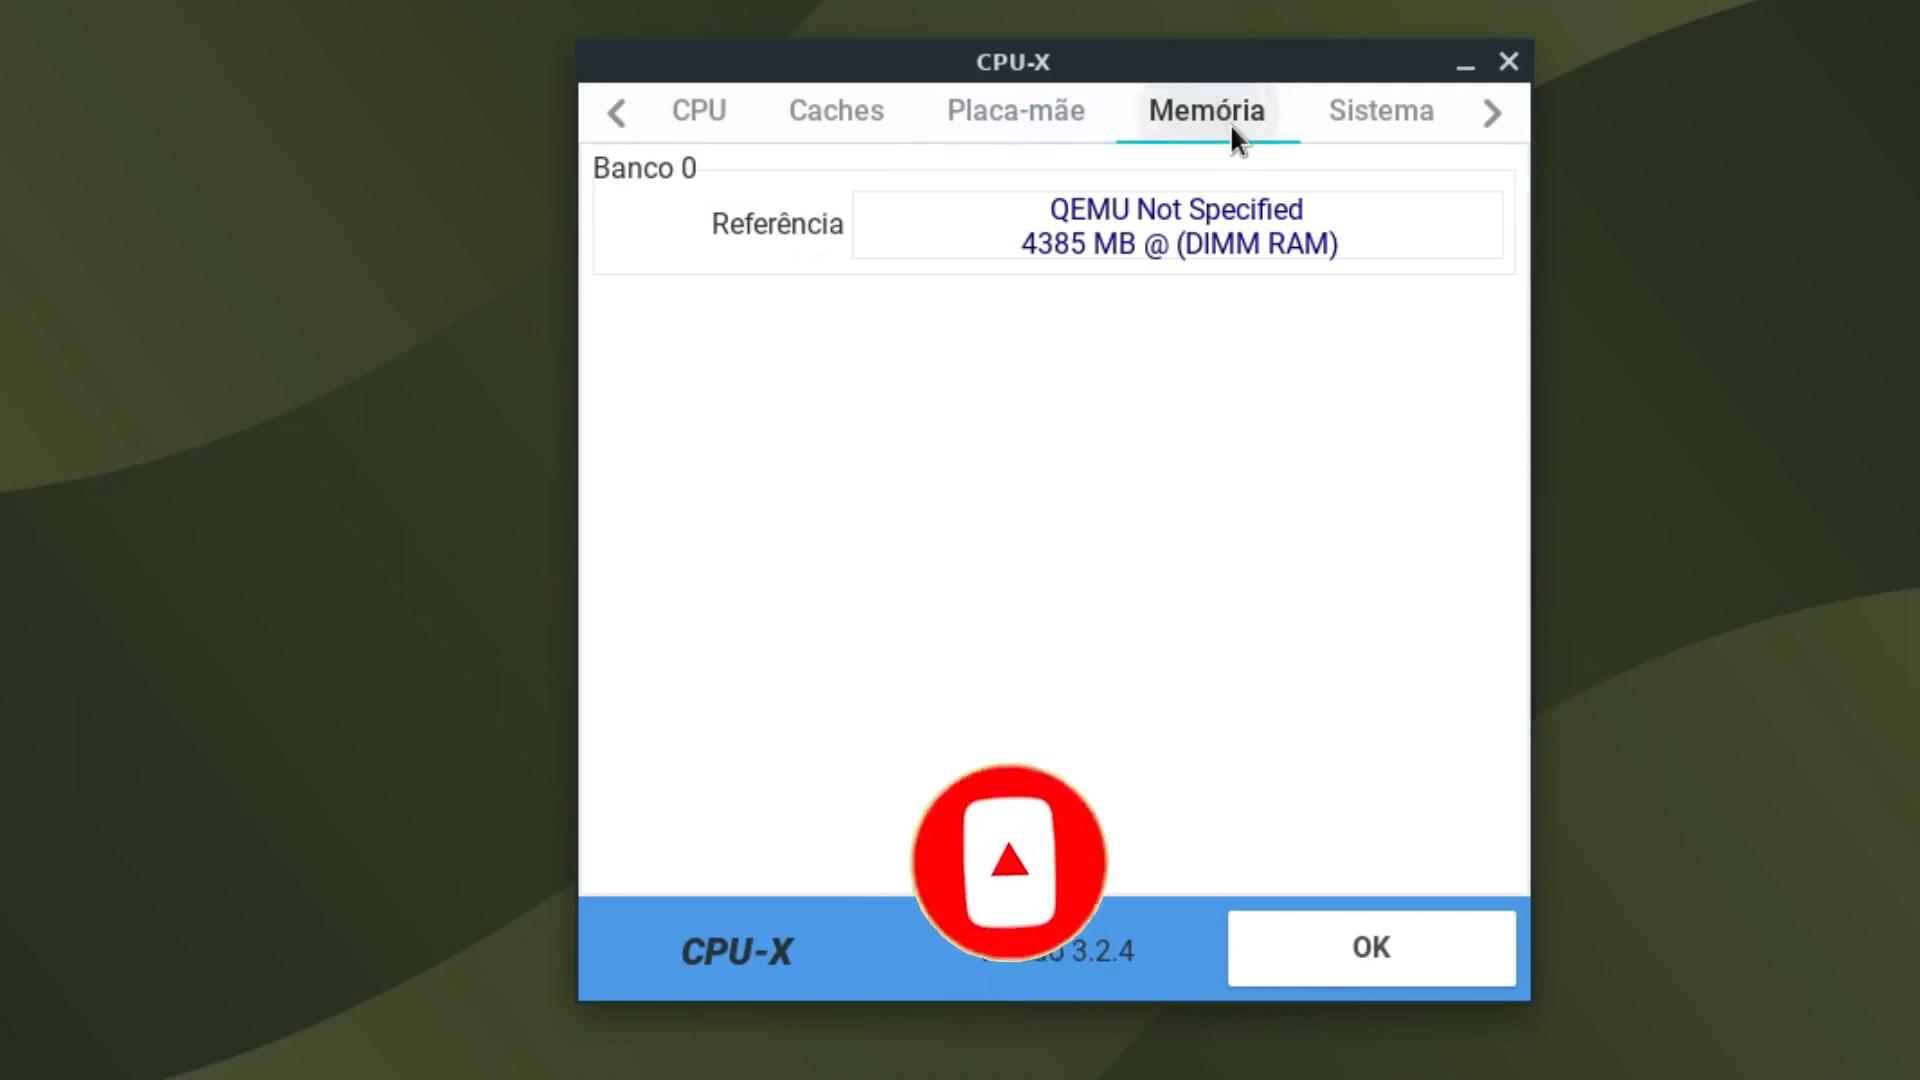 CPU-X
CPU Caches Placa-mãe Memória Sistema
Banco 0
Referência
QEMU Not Specified
4385 MB @ (DIMM RAM)
CPU-X
3.2.4
OK